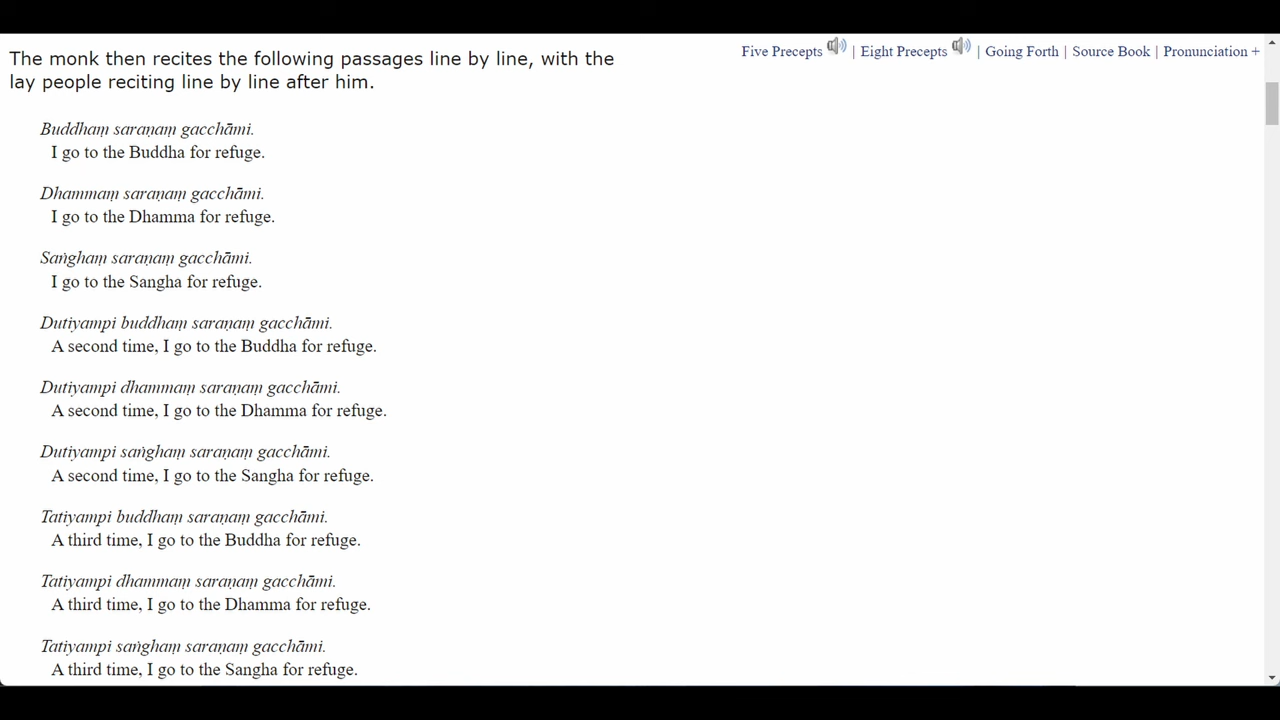 Five Precepts | Eight Precepts | Going Forth | Source Book | Pronunciation +
The monk then recites the following passages line by line, with the
lay people reciting line by line after him.
Buddhaṃ saraṇaṃ gacchāmi.
I go to the Buddha for refuge.
Dhammaṃ saraṇaṃ gacchāmi.
I go to the Dhamma for refuge.
Saṅghaṃ saraṇaṃ gacchāmi.
I go to the Sangha for refuge.
Dutiyampi buddhaṃ saraṇaṃ gacchāmi.
A second time, I go to the Buddha for refuge.
Dutiyampi dhammaṃ saraṇaṃ gacchāmi.
A second time, I go to the Dhamma for refuge.
Dutiyampi saṅghaṃ saraṇaṃ gacchāmi.
A second time, I go to the Sangha for refuge.
Tatiyampi buddhaṃ saraṇaṃ gacchāmi.
A third time, I go to the Buddha for refuge.
Tatiyampi dhammaṃ saraṇaṃ gacchāmi.
A third time, I go to the Dhamma for refuge.
Tatiyampi saṅghaṃ saraṇaṃ gacchāmi.
A third time, I go to the Sangha for refuge.